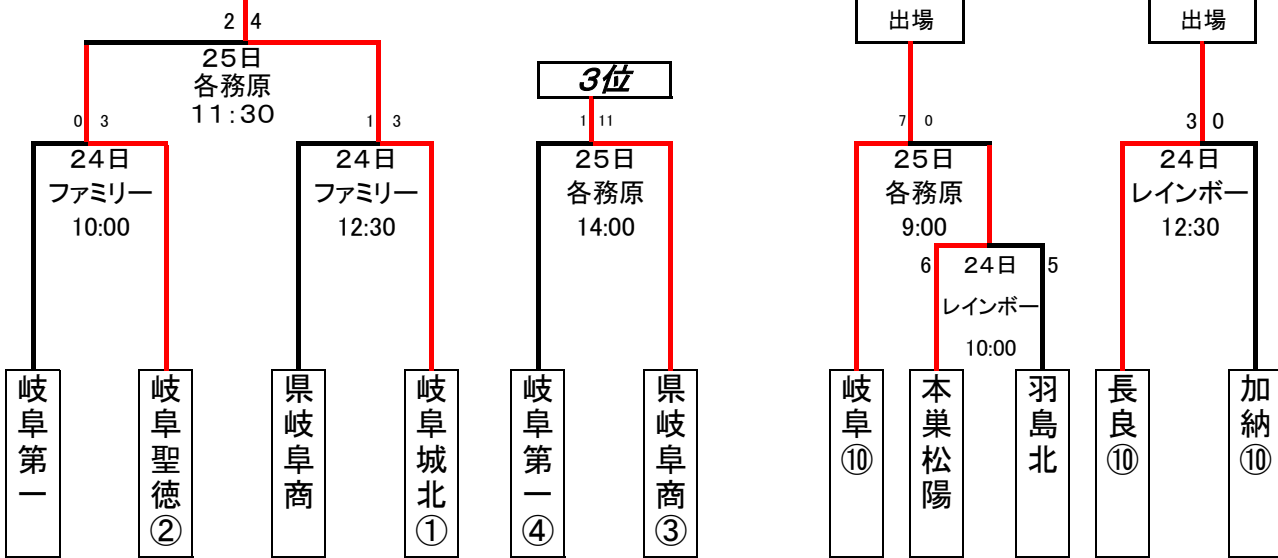 2 4
25日
各務原
11:30
0 3
24日
ファミリー
10:00
1 3
24日
ファミリー
12:30
岐阜第一
岐阜聖徳②
県岐阜商
岐阜城北①
3位
1 11
25日
各務原
14:00
岐阜第一④
県岐阜商③
出場
7 0
25日
各務原
9:00
6 24日 5
レインボー
10:00
岐阜⑩
本巣松陽
羽島北
出場
3 0
24日
レインボー
12:30
長良⑩
加納⑩